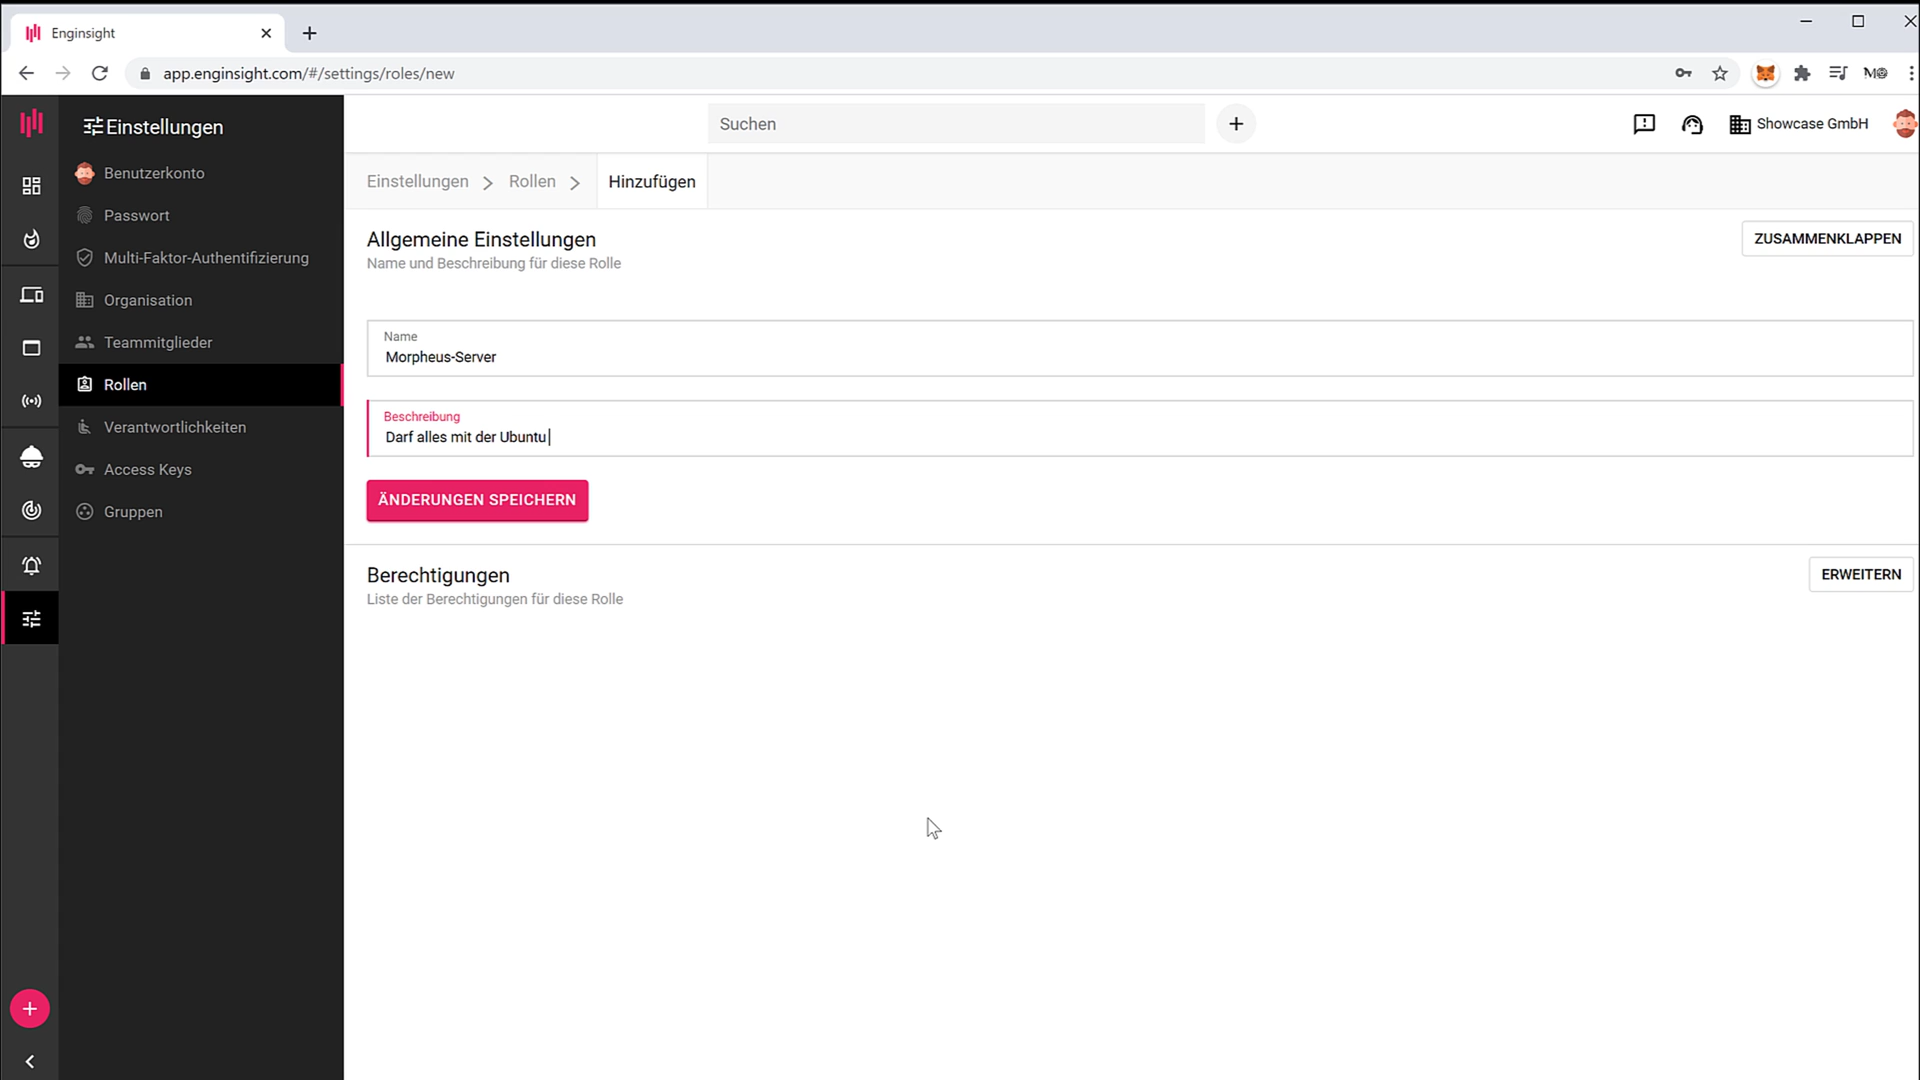 Enginsight
app.enginsight.com/#/settings/roles/new
Einstellungen
Suchen
Showcase GmbH
Benutzerkonto
Passwort
Multi-Faktor-Authentifizierung
Organisation
Teammitglieder
Rollen
Verantwortlichkeiten
Access Keys
Gruppen
Einstellungen
Rollen
Hinzufügen
Allgemeine Einstellungen
Name und Beschreibung für diese Rolle
ZUSAMMENKLAPPEN
Name
Morpheus-Server
Beschreibung
Darf alles mit der Ubuntu
ÄNDERUNGEN SPEICHERN
Berechtigungen
Liste der Berechtigungen für diese Rolle
ERWEITERN